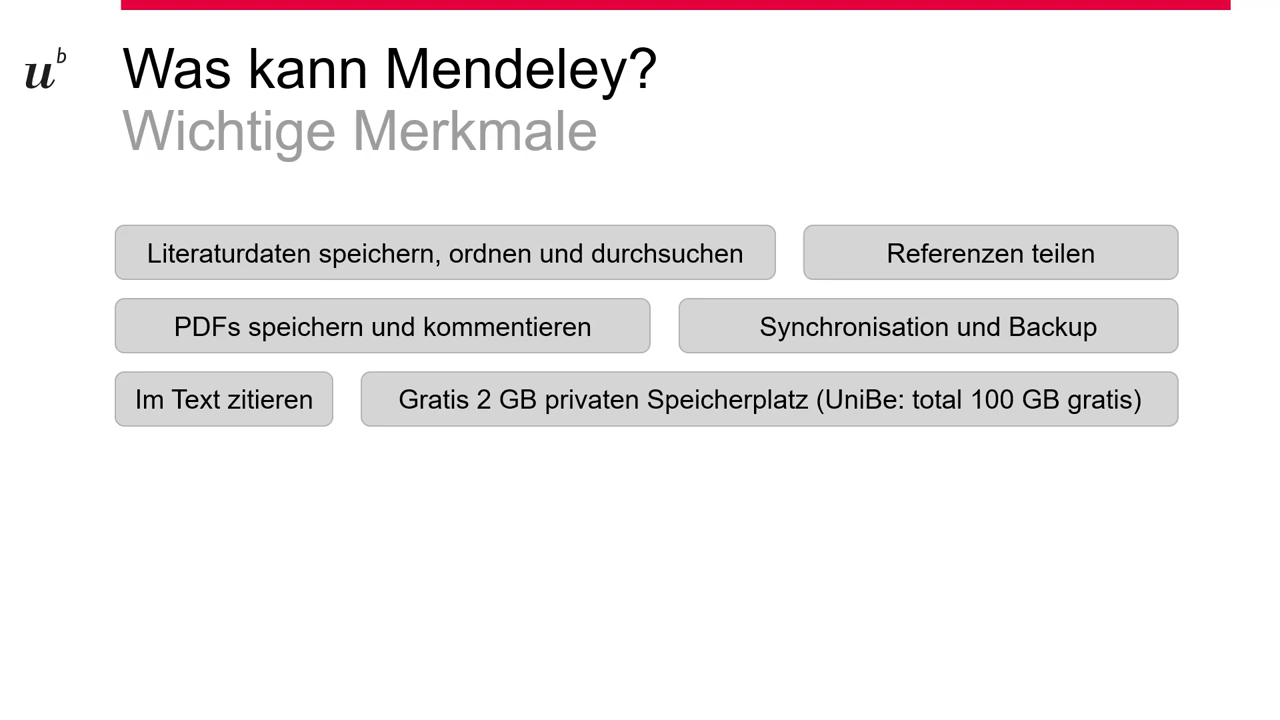 u^b
Was kann Mendeley?
Wichtige Merkmale
Literaturdaten speichern, ordnen und durchsuchen
Referenzen teilen
PDFs speichern und kommentieren
Synchronisation und Backup
Im Text zitieren
Gratis 2 GB privaten Speicherplatz (UniBe: total 100 GB gratis)